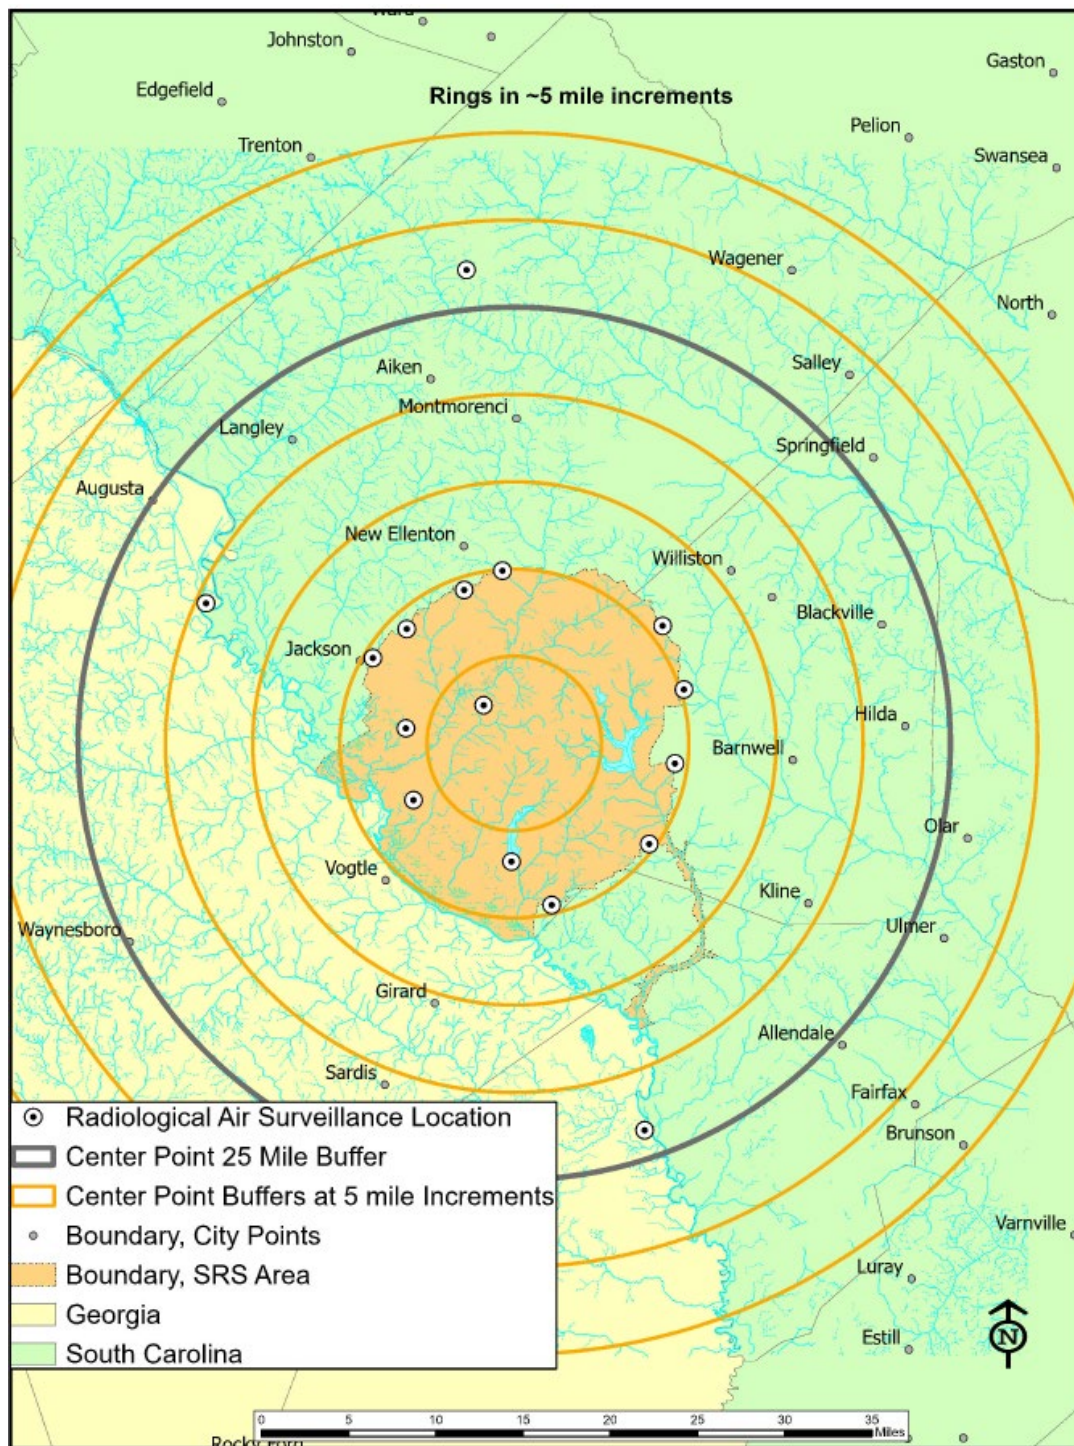 Johnston
Gaston
Edgefield
Rings in ~5 mile increments
Pelion
Trenton
Swansea
Wagener
North
Aiken
Salley
Montmorenci
Langley
Springfield
Augusta
New Ellenton
Williston
Blackville
Jackson
Hilda
Barnwell
Olar
Vogtle
Kline
Waynesboro
Ulmer
Girard
Allendale
Sardis
Fairfax
Brunson
Varnville
Luray
Estill
Radiological Air Surveillance Location
Center Point 25 Mile Buffer
Center Point Buffers at 5 mile Increments
Boundary, City Points
Boundary, SRS Area
Georgia
South Carolina
N
0 5 10 15 20 25 30 35
Miles